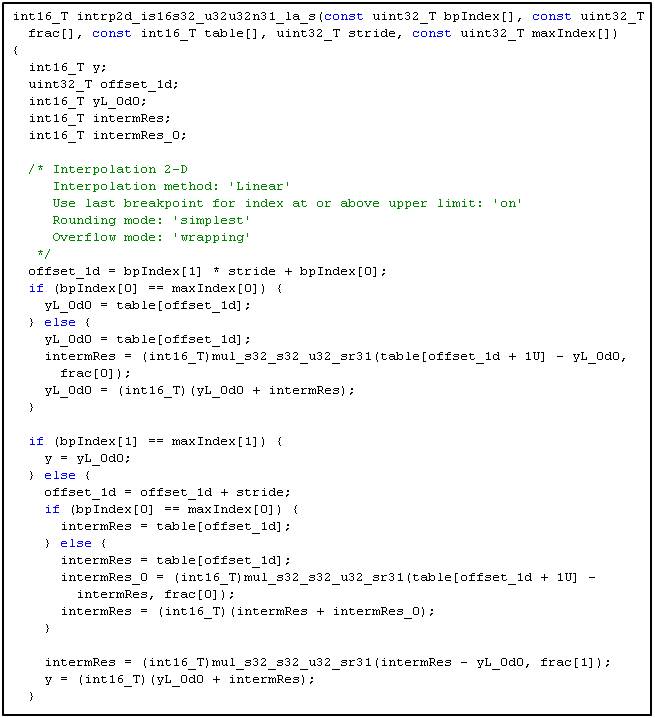 int16_T intrp2d_is16s32_u32u32n31_la_s(const uint32_T bpIndex[], const uint32_T
  frac[], const int16_T table[], uint32_T stride, const uint32_T maxIndex[])
{
  int16_T y;
  uint32_T offset_1d;
  int16_T yL_0d0;
  int16_T intermRes;
  int16_T intermRes_0;

  /* Interpolation 2-D
     Interpolation method: 'Linear'
     Use last breakpoint for index at or above upper limit: 'on'
     Rounding mode: 'simplest'
     Overflow mode: 'wrapping'
   */
  offset_1d = bpIndex[1] * stride + bpIndex[0];
  if (bpIndex[0] == maxIndex[0]) {
    yL_0d0 = table[offset_1d];
  } else {
    yL_0d0 = table[offset_1d];
    intermRes = (int16_T)mul_s32_s32_u32_sr31(table[offset_1d + 1U] - yL_0d0,
      frac[0]);
    yL_0d0 = (int16_T)(yL_0d0 + intermRes);
  }

  if (bpIndex[1] == maxIndex[1]) {
    y = yL_0d0;
  } else {
    offset_1d = offset_1d + stride;
    if (bpIndex[0] == maxIndex[0]) {
      intermRes = table[offset_1d];
    } else {
      intermRes = table[offset_1d];
      intermRes_0 = (int16_T)mul_s32_s32_u32_sr31(table[offset_1d + 1U] -
        intermRes, frac[0]);
      intermRes = (int16_T)(intermRes + intermRes_0);
    }

    intermRes = (int16_T)mul_s32_s32_u32_sr31(intermRes - yL_0d0, frac[1]);
    y = (int16_T)(yL_0d0 + intermRes);
  }